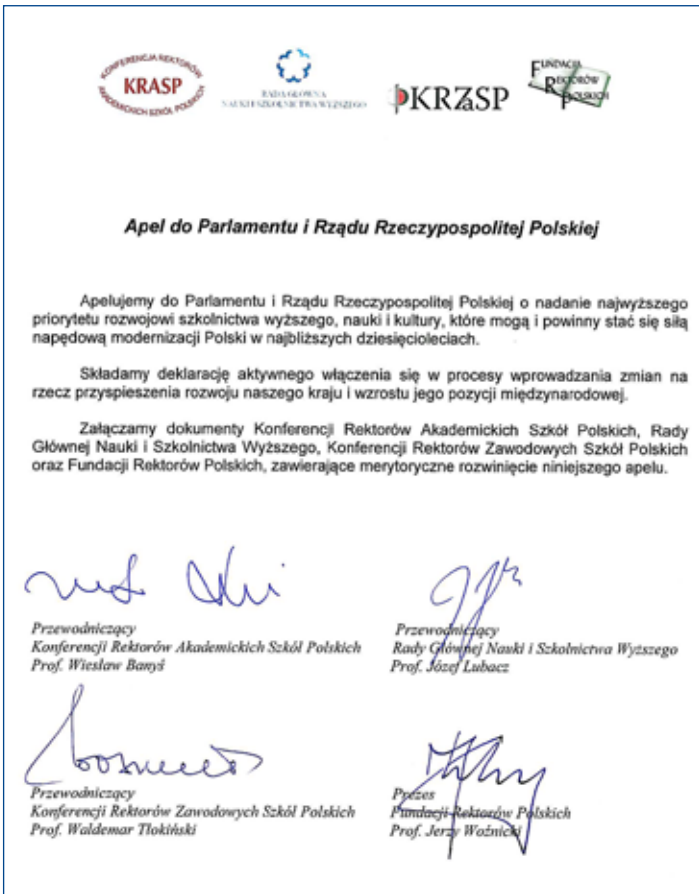 KONFERENCJA REKTORÓW
KRASP
AKADEMICKICH SZKÓŁ POLSKICH
RADA GŁÓWNA
NAUKI I SZKOLNICTWA WYŻSZEGO
KRZaSP
FUNDACJA
REKTORÓW
POLSKICH
Apel do Parlamentu i Rządu Rzeczypospolitej Polskiej
Apelujemy do Parlamentu i Rządu Rzeczypospolitej Polskiej o nadanie najwyższego
priorytetu rozwojowi szkolnictwa wyższego, nauki i kultury, które mogą i powinny stać się siłą
napędową modernizacji Polski w najbliższych dziesięcioleciach.
Składamy deklarację aktywnego włączenia się w procesy wprowadzania zmian na
rzecz przyspieszenia rozwoju naszego kraju i wzrostu jego pozycji międzynarodowej.
Załączamy dokumenty Konferencji Rektorów Akademickich Szkół Polskich, Rady
Głównej Nauki i Szkolnictwa Wyższego, Konferencji Rektorów Zawodowych Szkół Polskich
oraz Fundacji Rektorów Polskich, zawierające merytoryczne rozwinięcie niniejszego apelu.
Przewodniczący
Konferencji Rektorów Akademickich Szkół Polskich
Prof. Wiesław Banyś
Przewodniczący
Rady Głównej Nauki i Szkolnictwa Wyższego
Prof. Józef Lubacz
Przewodniczący
Konferencji Rektorów Zawodowych Szkół Polskich
Prof. Waldemar Tłokiński
Prezes
Fundacji Rektorów Polskich
Prof. Jerzy Woźnicki